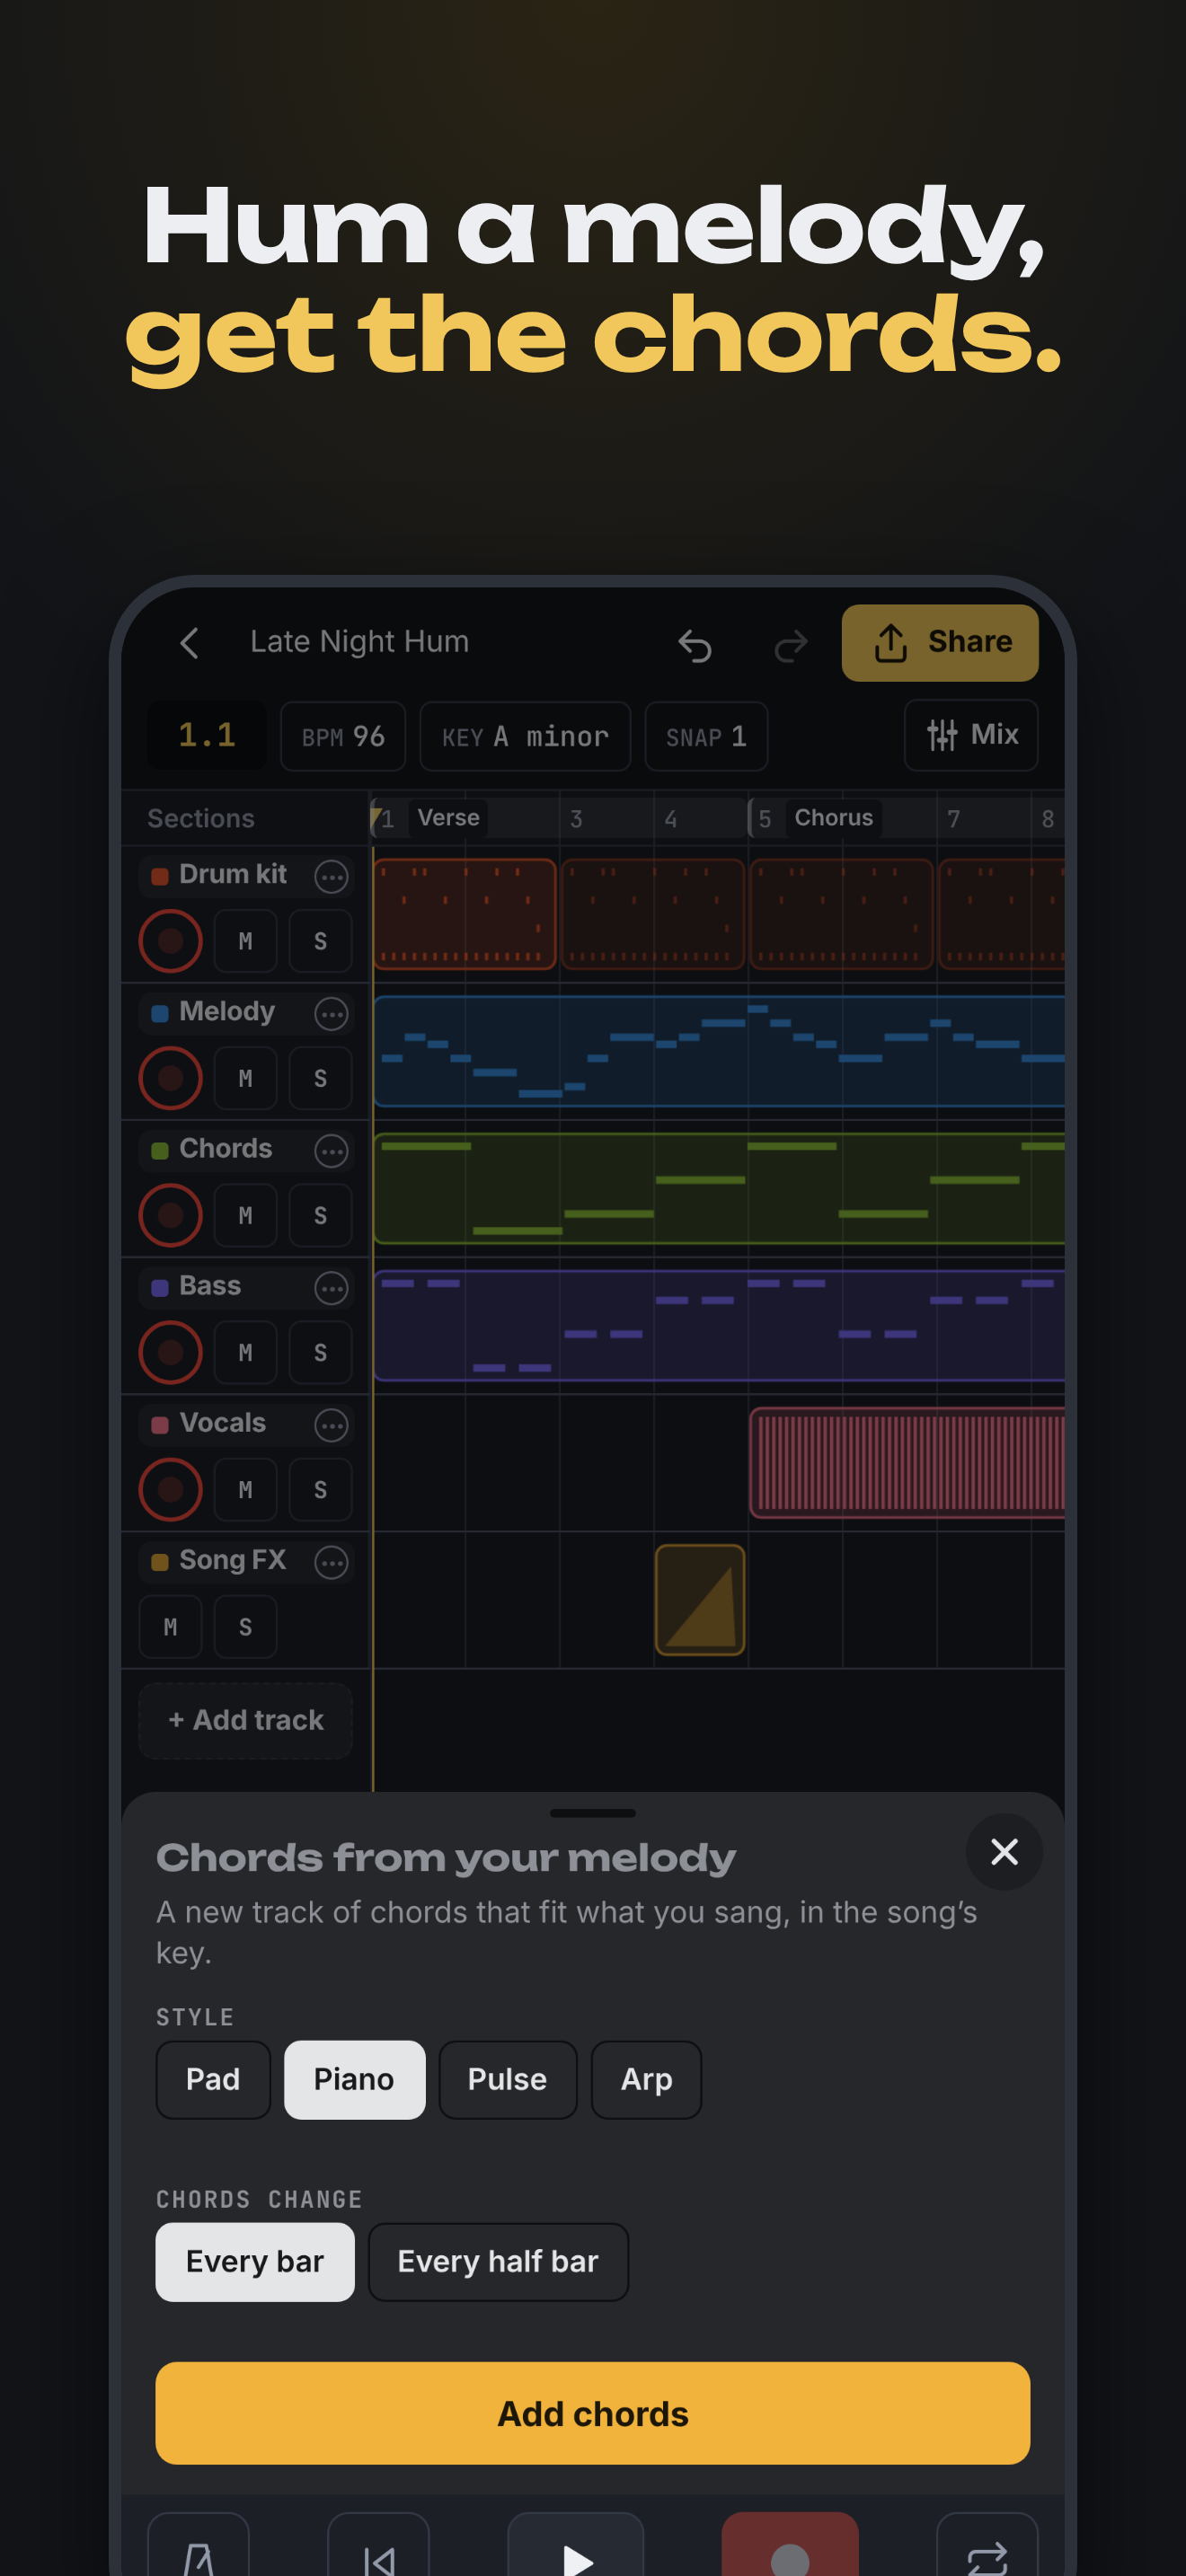 Hum a melody,
get the chords.
Late Night Hum
Share
1.1
BPM 96
KEY A minor
SNAP 1
Mix
Sections
1 Verse 3 4 5 Chorus 7 8
Drum kit
M S
Melody
M S
Chords
M S
Bass
M S
Vocals
M S
Song FX
M S
+ Add track
Chords from your melody
A new track of chords that fit what you sang, in the song’s
key.
STYLE
Pad Piano Pulse Arp
CHORDS CHANGE
Every bar Every half bar
Add chords